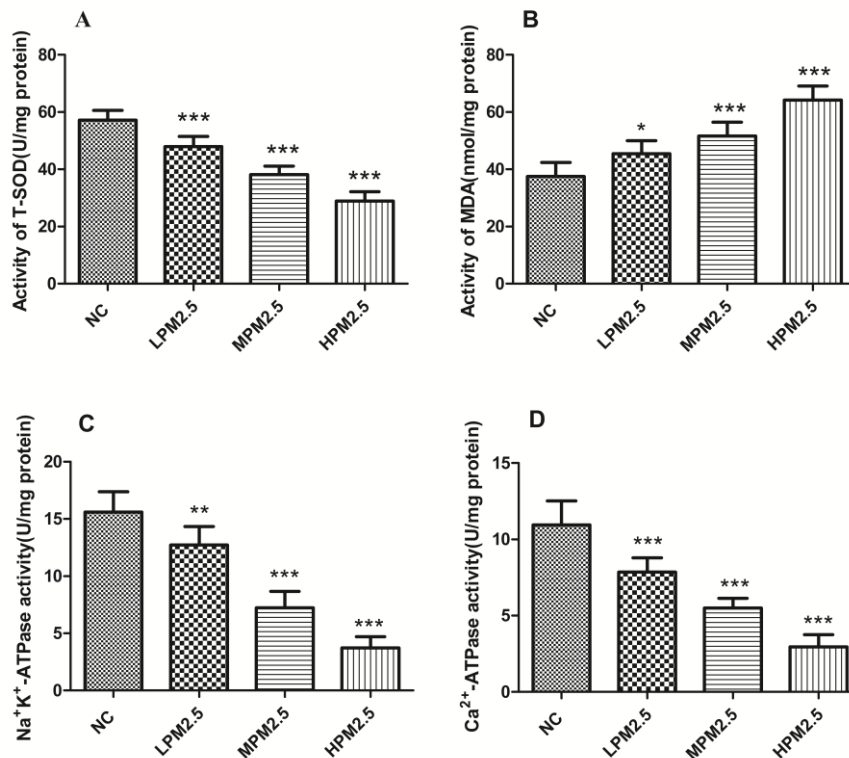 A
Activity of T-SOD(U/mg protein)
80
60
40
20
0
***
***
***
NC
LPM2.5
MPM2.5
HPM2.5
B
Activity of MDA(nmol/mg protein)
80
60
40
20
0
*
***
***
NC
LPM2.5
MPM2.5
HPM2.5
C
Na⁺K⁺-ATPase activity(U/mg protein)
20
15
10
5
0
**
***
***
NC
LPM2.5
MPM2.5
HPM2.5
D
Ca²⁺-ATPase activity(U/mg protein)
15
10
5
0
***
***
***
NC
LPM2.5
MPM2.5
HPM2.5